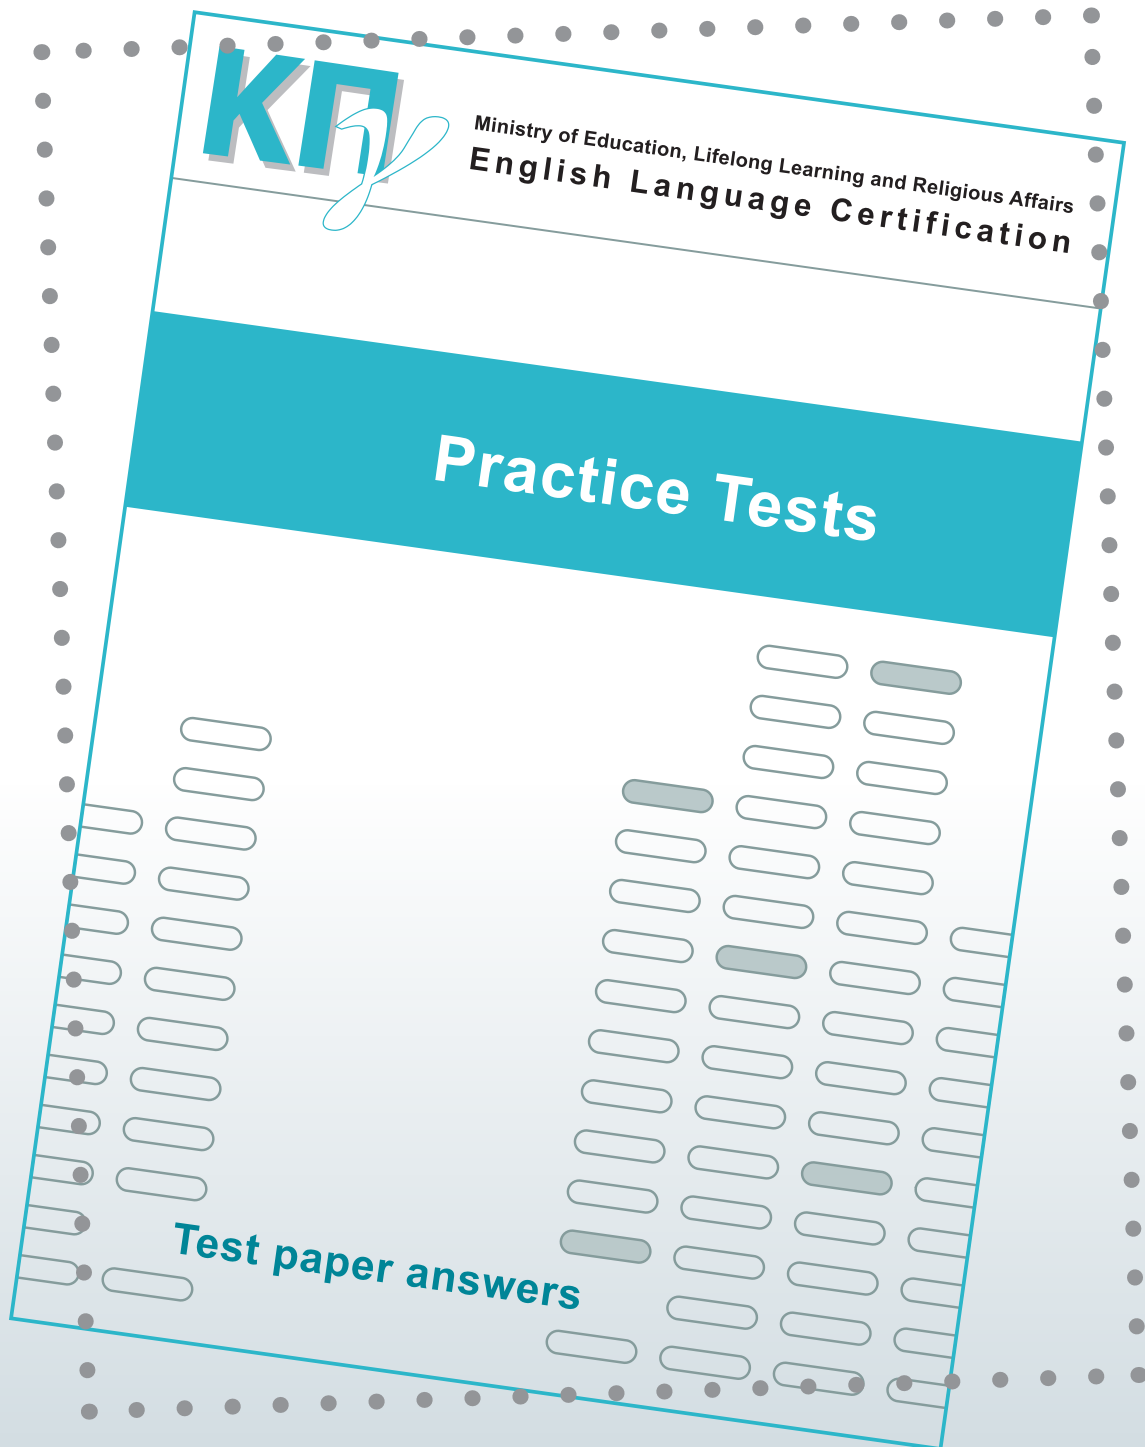 ΚΠγ
Ministry of Education, Lifelong Learning and Religious Affairs
English Language Certification
Practice Tests
Test paper answers